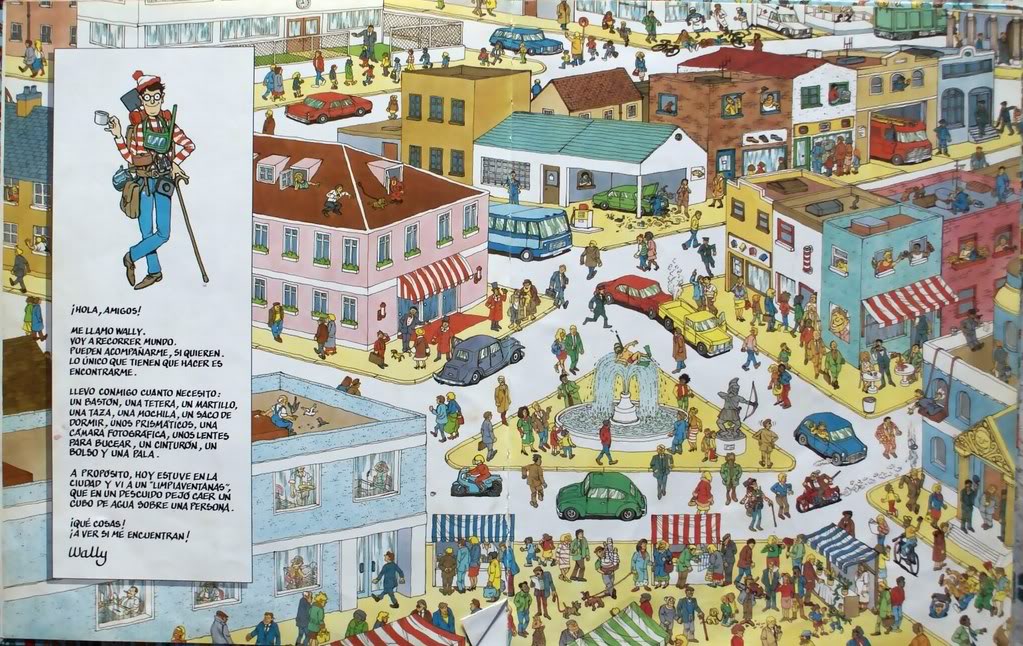 ¡HOLA, AMIGOS!
ME LLAMO WALLY.
VOY A RECORRER MUNDO.
PUEDEN ACOMPAÑARME, SI QUIEREN.
LO ÚNICO QUE TIENEN QUE HACER ES
ENCONTRARME.
LLEVO CONMIGO CUANTO NECESITO:
UN BASTÓN, UNA TETERA, UN MARTILLO,
UNA TAZA, UNA MOCHILA, UN SACO DE
DORMIR, UNOS PRISMÁTICOS, UNA
CÁMARA FOTOGRÁFICA, UNOS LENTES
PARA BUCEAR, UN CINTURÓN, UN
BOLSO Y UNA PALA.
A PROPÓSITO, HOY ESTUVE EN LA
CIUDAD Y VI A UN "LIMPIAVENTANAS",
QUE EN UN DESCUIDO DEJÓ CAER UN
CUBO DE AGUA SOBRE UNA PERSONA.
¡QUÉ COSAS!
¡A VER SI ME ENCUENTRAN!
Wally